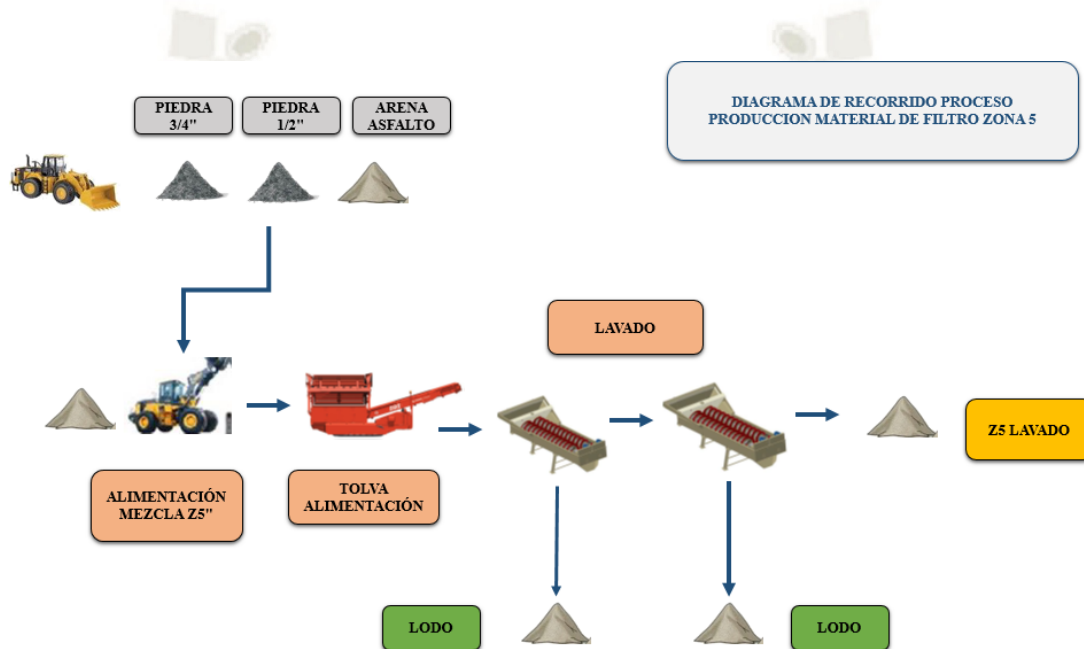 DIAGRAMA DE RECORRIDO PROCESO
PRODUCCION MATERIAL DE FILTRO ZONA 5
PIEDRA
3/4"
PIEDRA
1/2"
ARENA
ASFALTO
LAVADO
Z5 LAVADO
ALIMENTACIÓN
MEZCLA Z5"
TOLVA
ALIMENTACIÓN
LODO
LODO